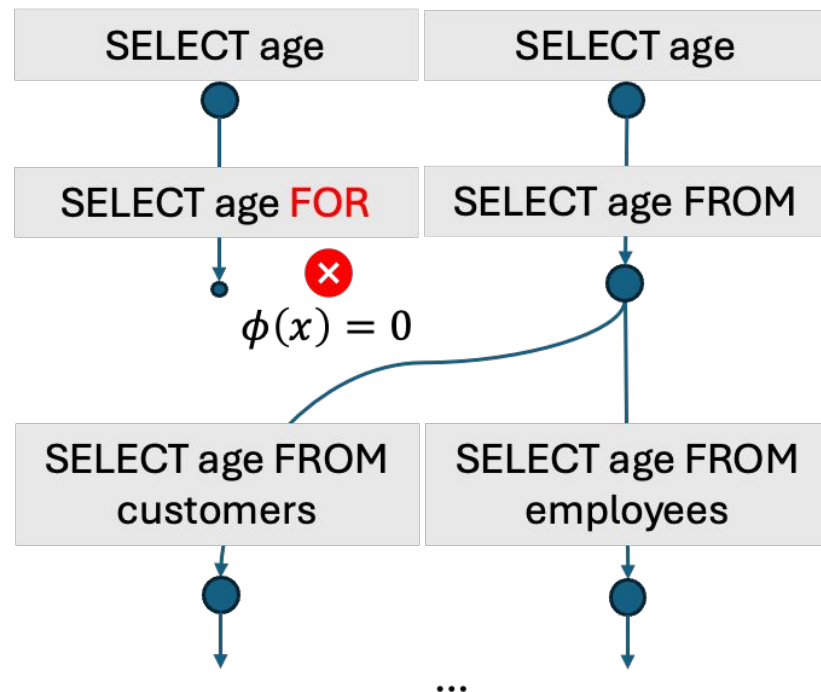 SELECT age
SELECT age
SELECT age FOR
SELECT age FROM
ϕ(x) = 0
SELECT age FROM
customers
SELECT age FROM
employees
...